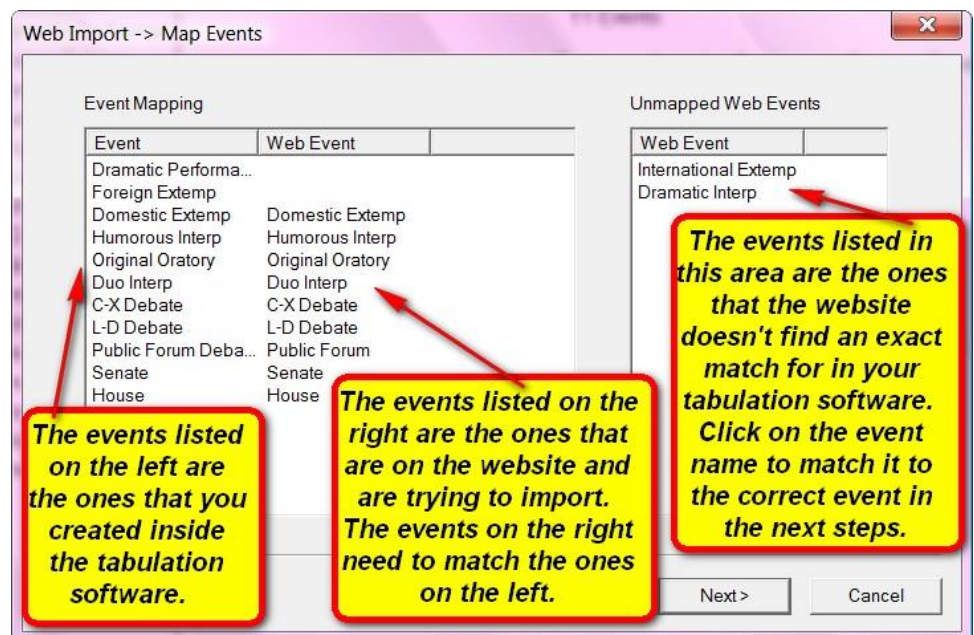 Web Import -> Map Events
Event Mapping
Unmapped Web Events
Event Web Event
Web Event
Dramatic Performa...
Foreign Extemp
Domestic Extemp Domestic Extemp
Humorous Interp Humorous Interp
Original Oratory Original Oratory
Duo Interp Duo Interp
C-X Debate C-X Debate
L-D Debate L-D Debate
Public Forum Deba... Public Forum
Senate Senate
House House
International Extemp
Dramatic Interp
The events listed
on the left are
the ones that you
created inside
the tabulation
software.
The events listed on the
right are the ones that
are on the website and
are trying to import.
The events on the right
need to match the ones
on the left.
The events listed in
this area are the ones
that the website
doesn't find an exact
match for in your
tabulation software.
Click on the event
name to match it to
the correct event in
the next steps.
Next >
Cancel